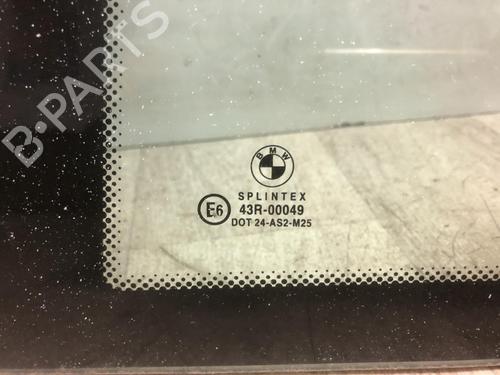 B-PARTS
BMW
SPLINTEX
E6 43R-00049
DOT 24-AS2-M25